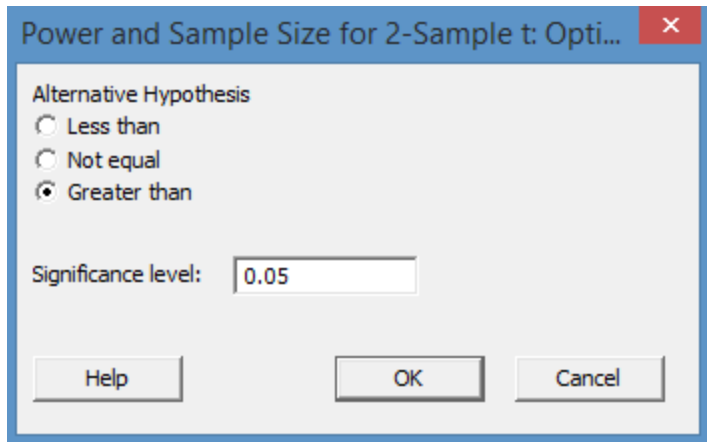 Power and Sample Size for 2-Sample t: Opti...
Alternative Hypothesis
Less than
Not equal
Greater than
Significance level: 0.05
Help OK Cancel